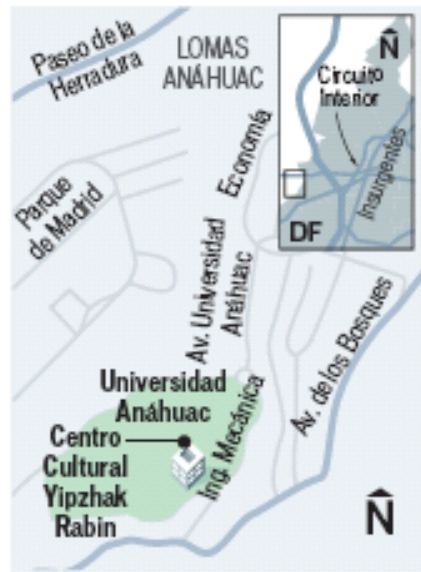 Paseo de la
Herradura
LOMAS
ANÁHUAC
N
Circuito
Interior
Insurgentes
DF
Economía
Parque
de Madrid
Av. Universidad
Anáhuac
Av. de los Bosques
Universidad
Anáhuac
Ing. Mecánica
Centro
Cultural
Yipzhak
Rabin
N